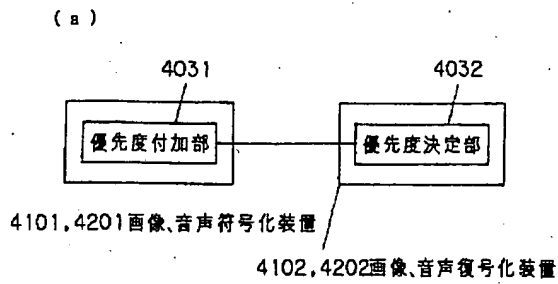 (a)
4031 4032
優先度付加部 優先度決定部
4101,4201画像、音声符号化装置
4102,4202画像、音声復号化装置